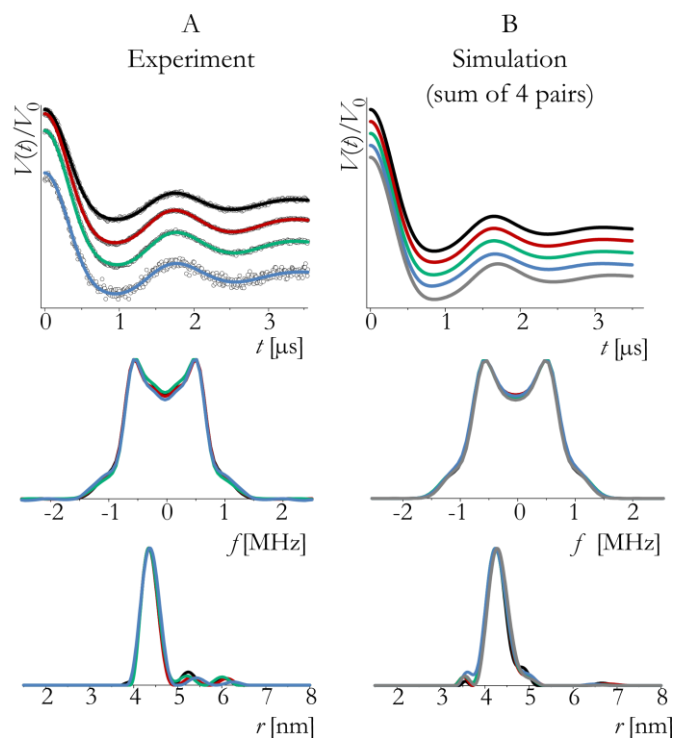 A
Experiment
B
Simulation
(sum of 4 pairs)
V(t)/V0
0 1 2 3
t [μs]
V(t)/V0
0 1 2 3
t [μs]
-2 -1 0 1 2
f [MHz]
-2 -1 0 1 2
f [MHz]
2 3 4 5 6 7 8
r [nm]
2 3 4 5 6 7 8
r [nm]